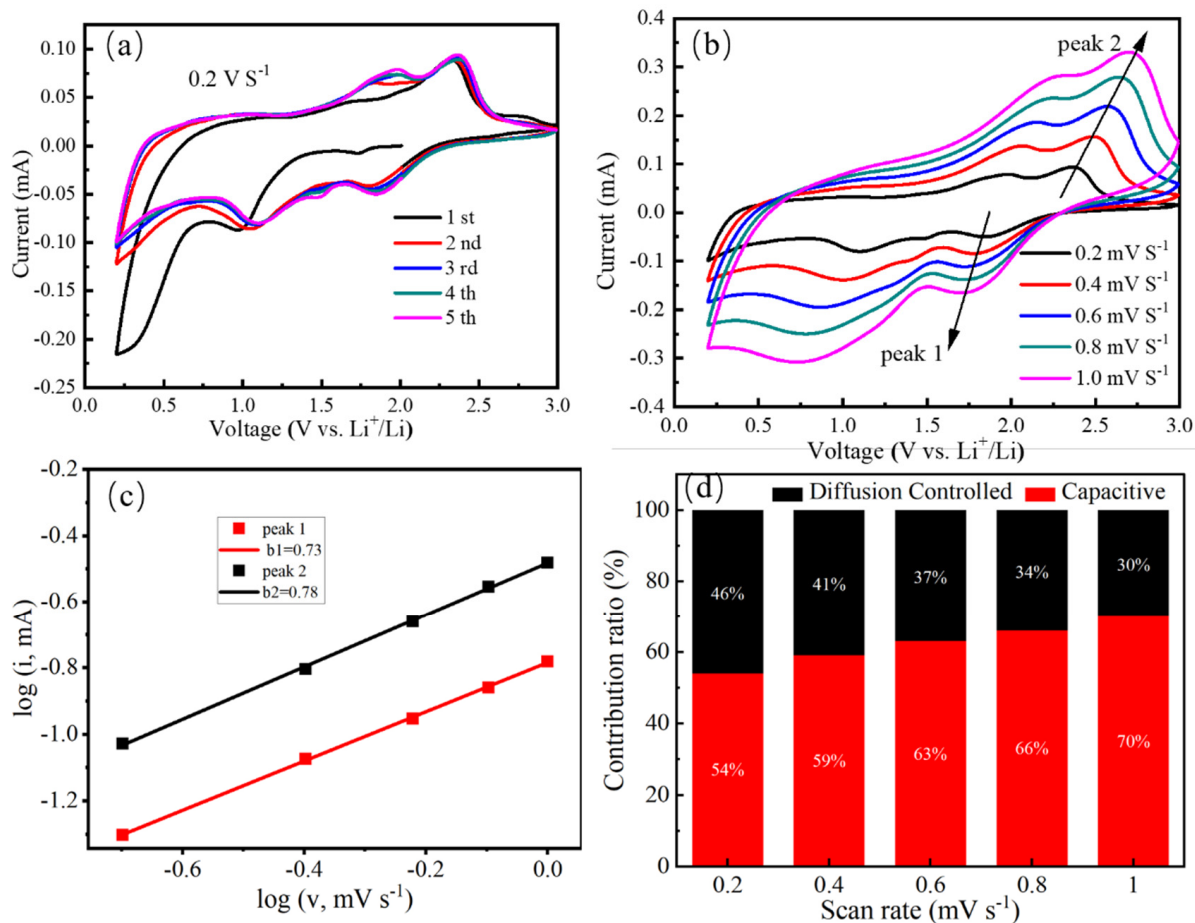 (a)
0.2 V S⁻¹
0.10
0.05
0.00
-0.05
-0.10
-0.15
-0.20
-0.25
Current (mA)
1 st
2 nd
3 rd
4 th
5 th
0.0 0.5 1.0 1.5 2.0 2.5 3.0
Voltage (V vs. Li⁺/Li)
(b)
peak 2
peak 1
0.4
0.3
0.2
0.1
0.0
-0.1
-0.2
-0.3
-0.4
Current (mA)
0.2 mV S⁻¹
0.4 mV S⁻¹
0.6 mV S⁻¹
0.8 mV S⁻¹
1.0 mV S⁻¹
0.0 0.5 1.0 1.5 2.0 2.5 3.0
Voltage (V vs. Li⁺/Li)
(c)
peak 1
b1=0.73
peak 2
b2=0.78
-0.2
-0.4
-0.6
-0.8
-1.0
-1.2
log (i, mA)
-0.6 -0.4 -0.2 0.0
log (v, mV s⁻¹)
(d)
Diffusion Controlled Capacitive
100
80
60
40
20
0
Contribution ratio (%)
46% 41% 37% 34% 30%
54% 59% 63% 66% 70%
0.2 0.4 0.6 0.8 1
Scan rate (mV s⁻¹)